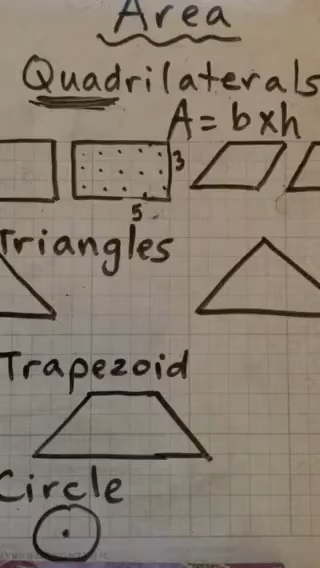 Area
Quadrilaterals
A = b x h
3
5
Triangles
Trapezoid
Circle